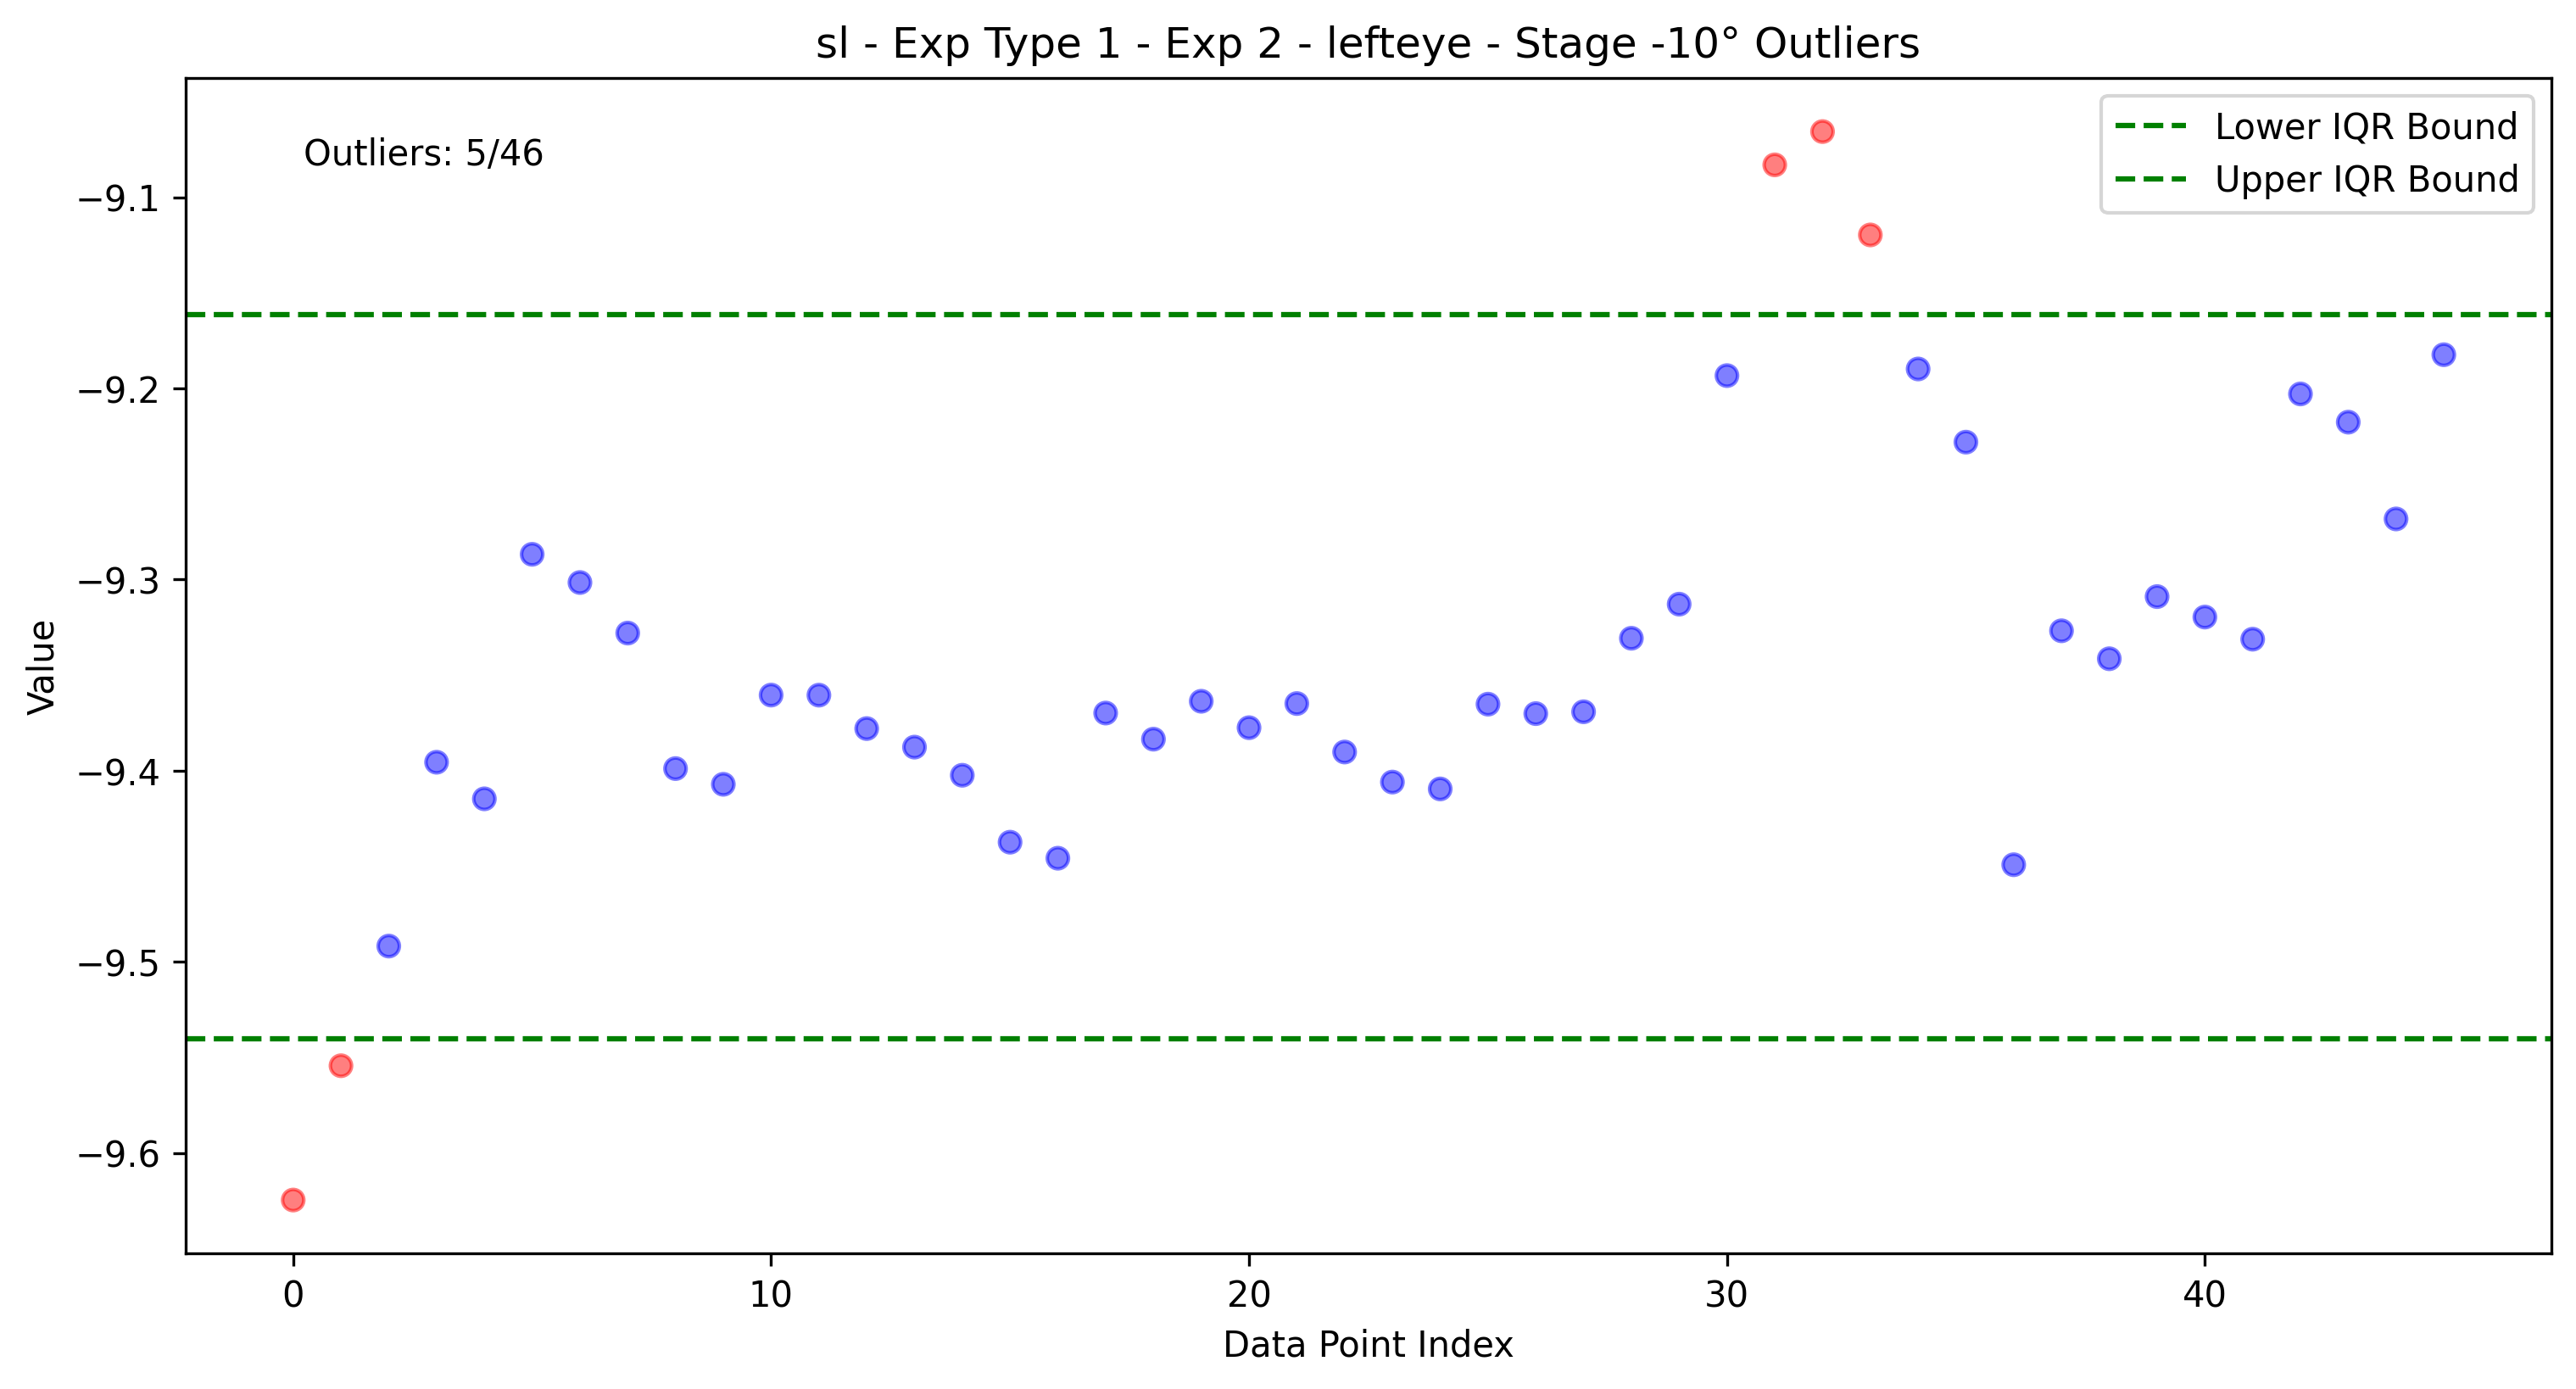 sl - Exp Type 1 - Exp 2 - lefteye - Stage -10° Outliers
Outliers: 5/46
Lower IQR Bound
Upper IQR Bound
−9.1
−9.2
−9.3
−9.4
−9.5
−9.6
Value
0 10 20 30 40
Data Point Index